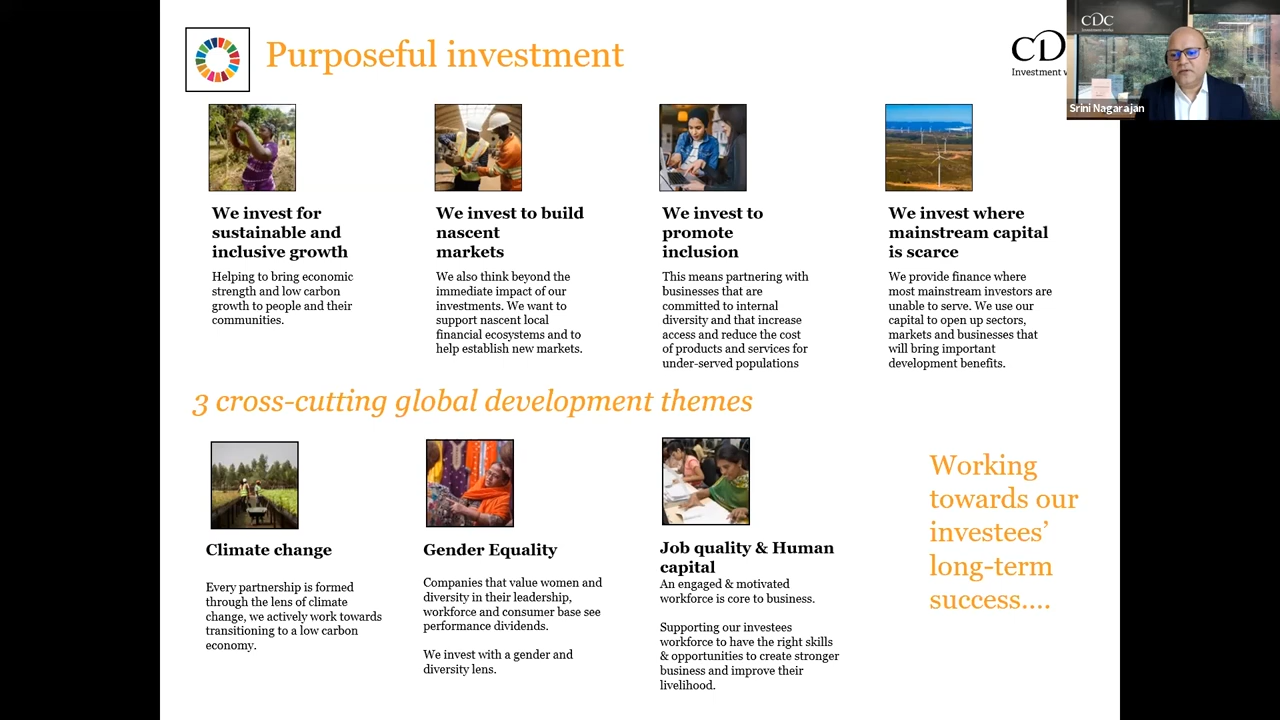 Purposeful investment
CD
Investment
CDC
Investment works
Srini Nagarajan
We invest for
sustainable and
inclusive growth
Helping to bring economic
strength and low carbon
growth to people and their
communities.
We invest to build
nascent
markets
We also think beyond the
immediate impact of our
investments. We want to
support nascent local
financial ecosystems and to
help establish new markets.
We invest to
promote
inclusion
This means partnering with
businesses that are
committed to internal
diversity and that increase
access and reduce the cost
of products and services for
under-served populations
We invest where
mainstream capital
is scarce
We provide finance where
most mainstream investors are
unable to serve. We use our
capital to open up sectors,
markets and businesses that
will bring important
development benefits.
3 cross-cutting global development themes
Climate change
Every partnership is formed
through the lens of climate
change, we actively work towards
transitioning to a low carbon
economy.
Gender Equality
Companies that value women and
diversity in their leadership,
workforce and consumer base see
performance dividends.
We invest with a gender and
diversity lens.
Job quality & Human
capital
An engaged & motivated
workforce is core to business.
Supporting our investees
workforce to have the right skills
& opportunities to create stronger
business and improve their
livelihood.
Working
towards our
investees’
long-term
success....